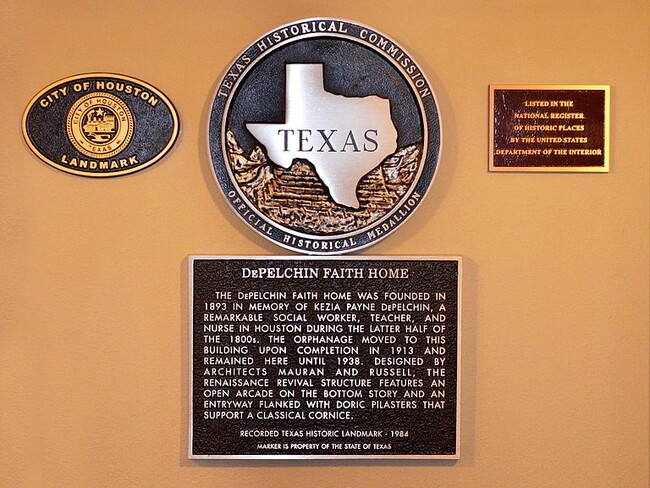 CITY OF HOUSTON
CITY OF HOUSTON
TEXAS
LANDMARK
TEXAS HISTORICAL COMMISSION
TEXAS
OFFICIAL HISTORICAL MEDALLION
LISTED IN THE
NATIONAL REGISTER
OF HISTORIC PLACES
BY THE UNITED STATES
DEPARTMENT OF THE INTERIOR
DEPELCHIN FAITH HOME
THE DEPELCHIN FAITH HOME WAS FOUNDED IN
1893 IN MEMORY OF KEZIA PAYNE DEPELCHIN, A
REMARKABLE SOCIAL WORKER, TEACHER, AND
NURSE IN HOUSTON DURING THE LATTER HALF OF
THE 1800s. THE ORPHANAGE MOVED TO THIS
BUILDING UPON COMPLETION IN 1913 AND
REMAINED HERE UNTIL 1938. DESIGNED BY
ARCHITECTS MAURAN AND RUSSELL, THE
RENAISSANCE REVIVAL STRUCTURE FEATURES AN
OPEN ARCADE ON THE BOTTOM STORY AND AN
ENTRYWAY FLANKED WITH DORIC PILASTERS THAT
SUPPORT A CLASSICAL CORNICE.
RECORDED TEXAS HISTORIC LANDMARK - 1984
MARKER IS PROPERTY OF THE STATE OF TEXAS